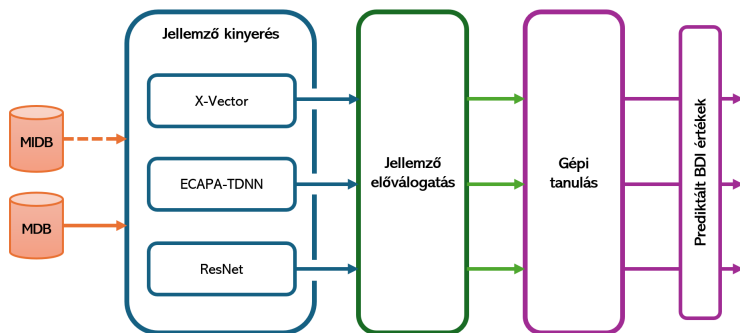 Jellemző kinyerés
X-Vector
MIDB
ECAPA-TDNN
MDB
ResNet
Jellemző
előválogatás
Gépi
tanulás
Prediktált BDI értékek